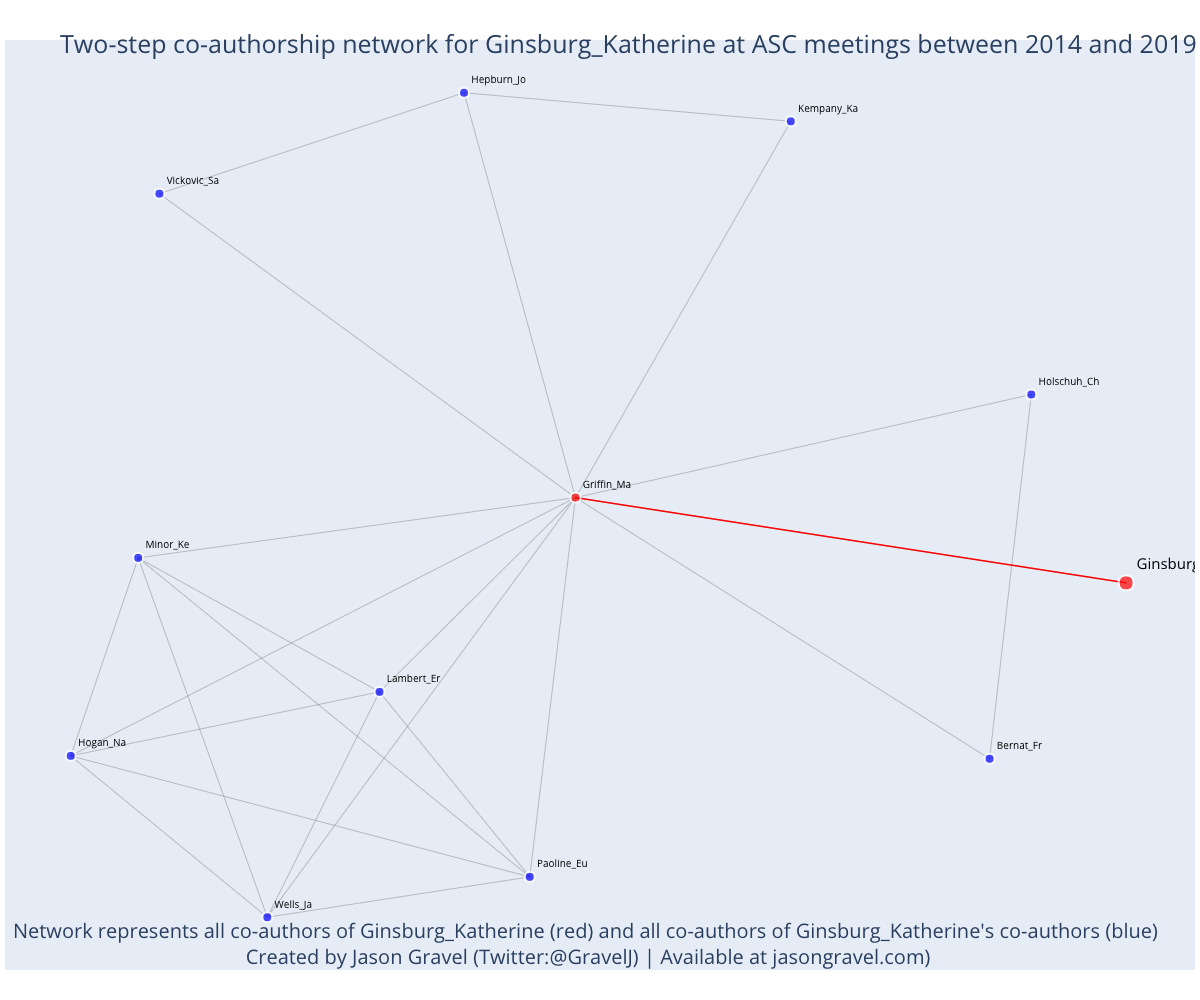 Two-step co-authorship network for Ginsburg_Katherine at ASC meetings between 2014 and 2019
Hepburn_Jo
Kempany_Ka
Vickovic_Sa
Holschuh_Ch
Griffin_Ma
Minor_Ke
Ginsburg
Lambert_Er
Hogan_Na
Bernat_Fr
Paoline_Eu
Wells_Ja
Network represents all co-authors of Ginsburg_Katherine (red) and all co-authors of Ginsburg_Katherine's co-authors (blue)
Created by Jason Gravel (Twitter:@GravelJ) | Available at jasongravel.com)